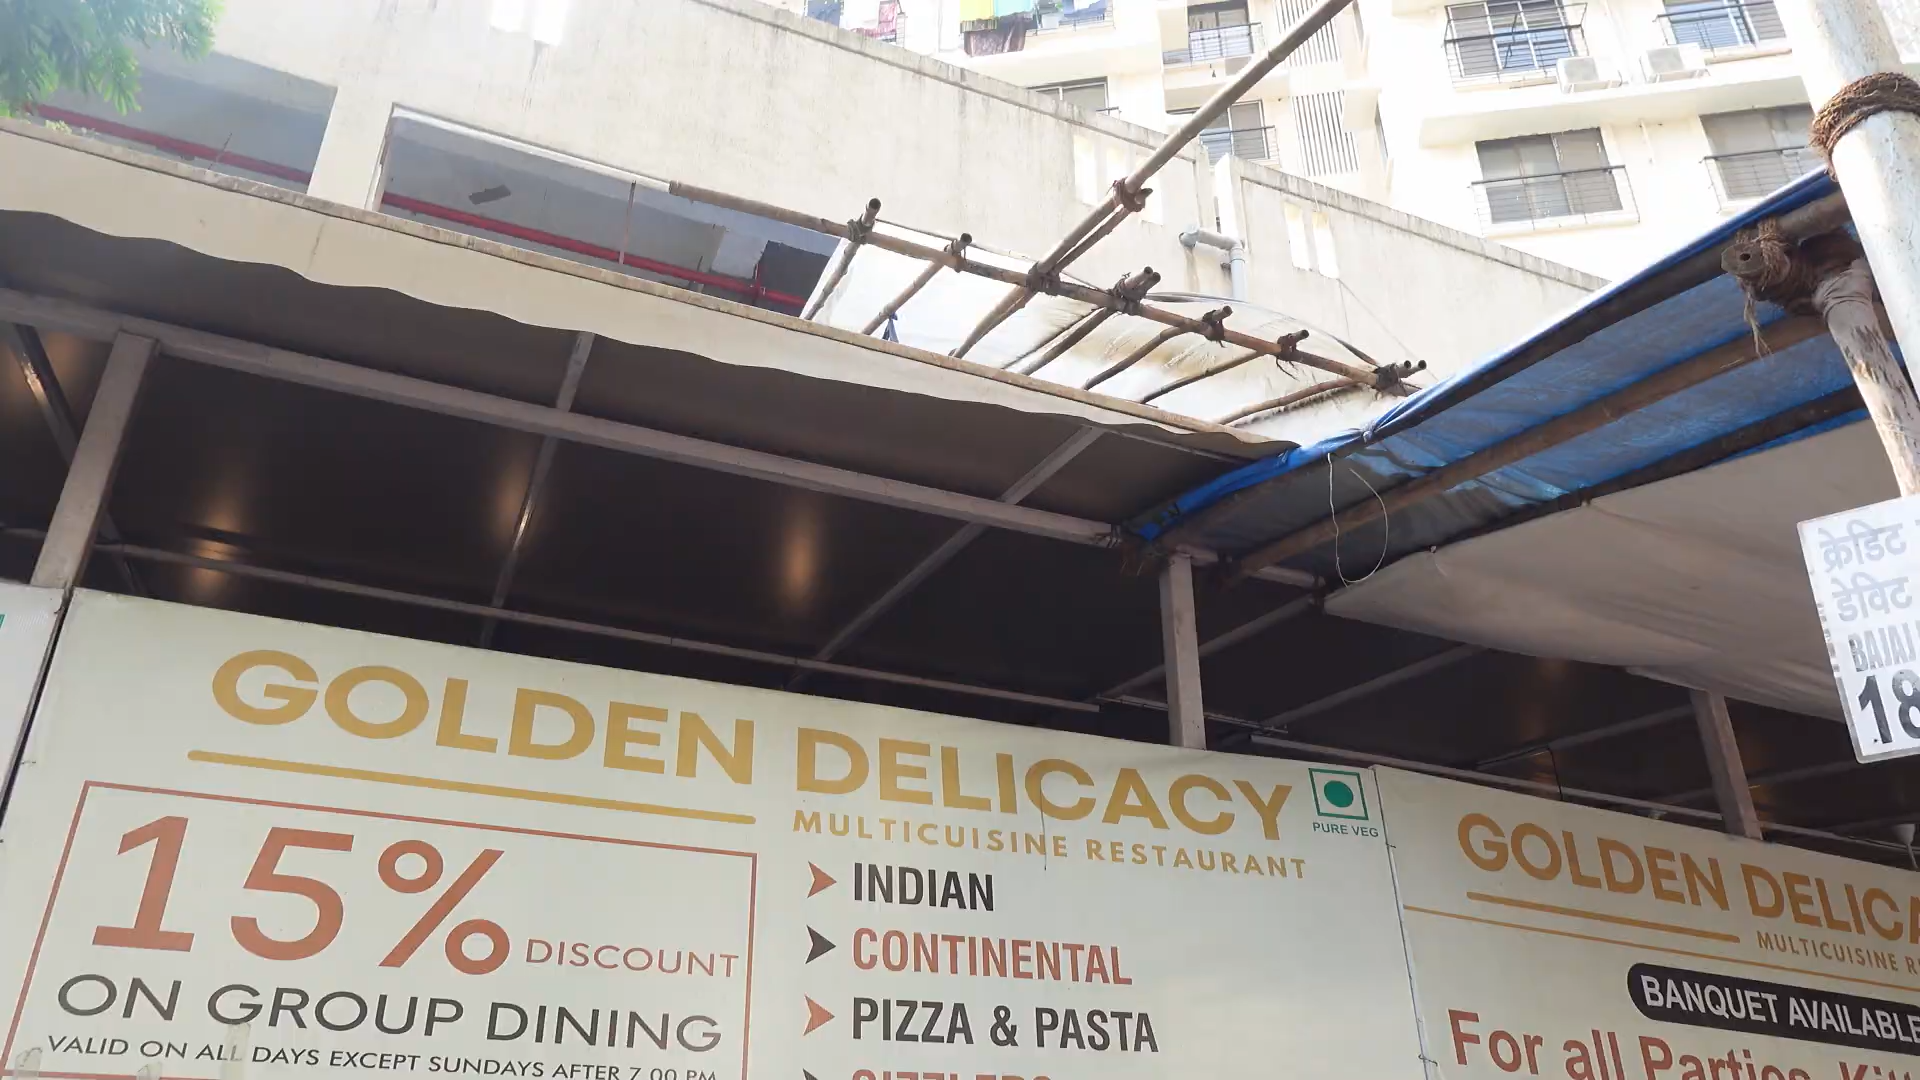 GOLDEN DELICACY
MULTICUISINE RESTAURANT
PURE VEG
15% DISCOUNT
ON GROUP DINING
VALID ON ALL DAYS EXCEPT SUNDAYS AFTER 7.00 PM
INDIAN
CONTINENTAL
PIZZA & PASTA
SIZZLERS
GOLDEN
MULTICUISINE
BANQUET AVAILABLE
For all Parties,
क्रेडिट
डेबिट
BAJAJ
18